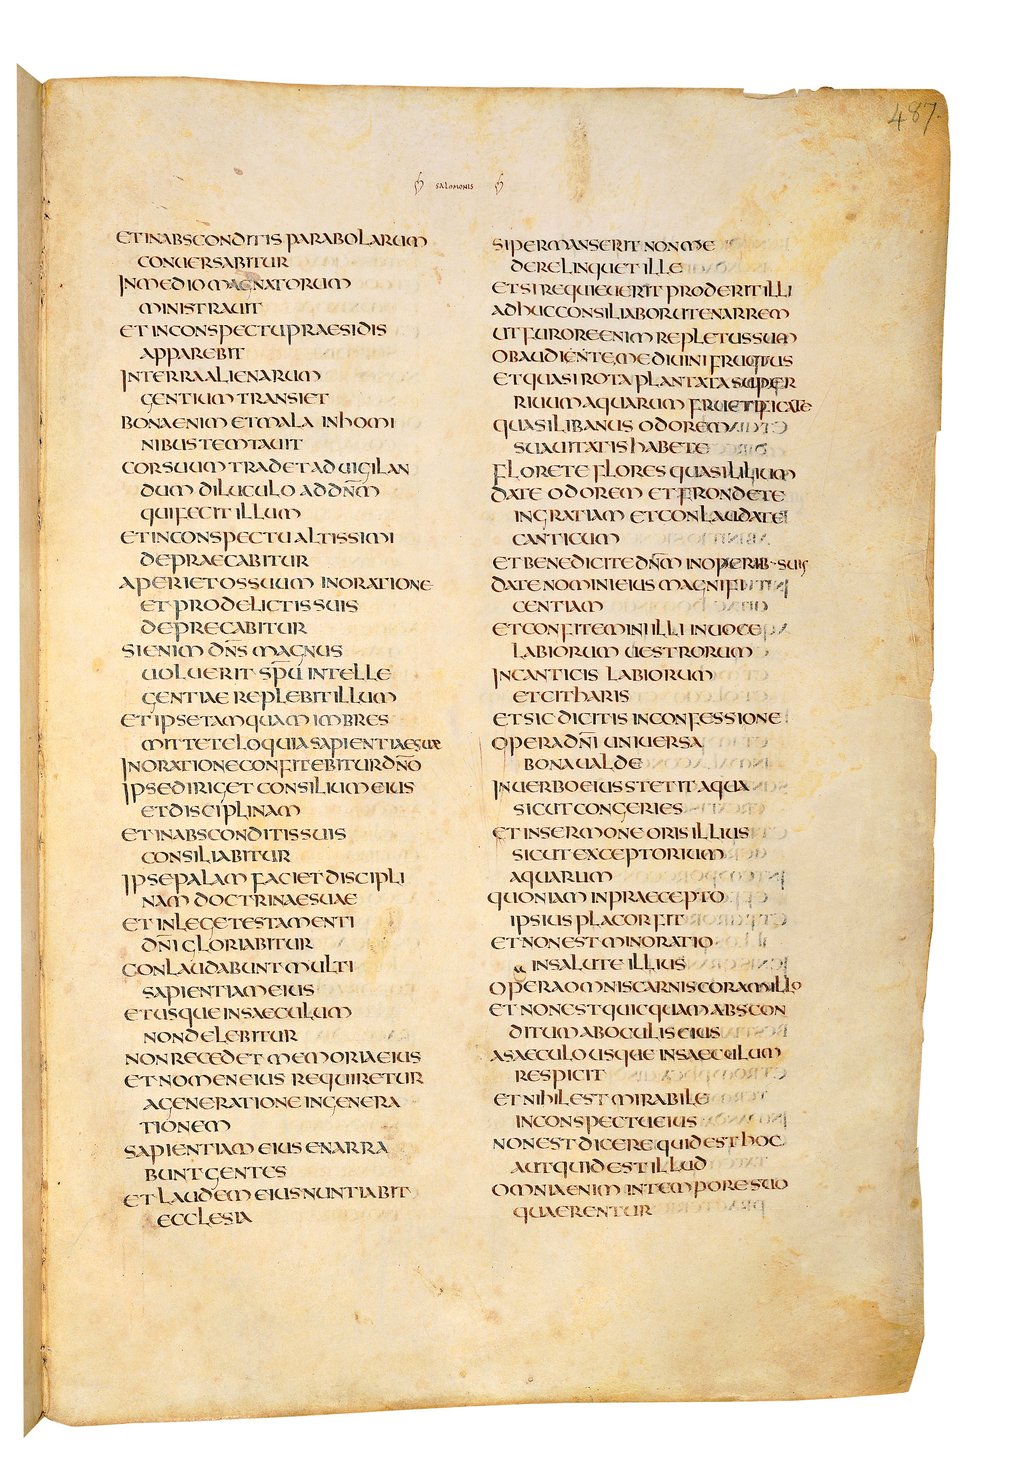 487.
SALOMONIS
ET IN ABSCONDITIS PARABOLARUM
CONUERSABITUR
IN MEDIO MAGNATORUM
MINISTRAUIT
ET IN CONSPECTU PRAESIDIS
APPAREBIT
IN TERRA ALIENARUM
GENTIUM TRANSIET
BONA ENIM ET MALA IN HOMI
NIBUS TEMTAUIT
COR SUUM TRADET AD UIGILAN
DUM DILUCULO AD DNM
QUI FECIT ILLUM
ET IN CONSPECTU ALTISSIMI
DEPRAECABITUR
APERIET OS SUUM IN ORATIONE
ET PRO DELICTIS SUIS
DEPRECABITUR
SI ENIM DNS MAGNUS
UOLUERIT SPU INTELLE
GENTIAE REPLEBIT ILLUM
ET IPSE TAMQUAM IMBRES
MITTET ELOQUIA SAPIENTIAE SUAE
IN ORATIONE CONFITEBITUR DNO
IPSE DIRIGET CONSILIUM EIUS
ET DISCIPLINAM
ET IN ABSCONDITIS SUIS
CONSILIABITUR
IPSE PALAM FACIET DISCIPLI
NAM DOCTRINAE SUAE
ET IN LEGE TESTAMENTI
DNI GLORIABITUR
CONLAUDABUNT MULTI
SAPIENTIAM EIUS
ET USQUE IN SAECULUM
NON DELEBITUR
NON RECEDET MEMORIA EIUS
ET NOMEN EIUS REQUIRETUR
A GENERATIONE IN GENERA
TIONEM
SAPIENTIAM EIUS ENARRA
BUNT GENTES
ET LAUDEM EIUS NUNTIABIT
ECCLESIA
SI PERMANSERIT NOMŌE
DERELINQUET ILLE
ET SI REQUIEUERIT PRODERIT ILLI
ADHUC CONSILIABOR UT ENARREM
UT FURORE ENIM REPLETUS SUM
OBAUDIENTE ME DIUINI FRUCTUS
ET QUASI ROTA PLANTATA SUPER
RIUUM AQUARUM FRUCTIFICATE
QUASI LIBANUS ODOREM
SUAUITATIS HABETE
FLORETE FLORES QUASI LILIUM
DATE ODOREM ET FRONDETE
IN GRATIAM ET CONLAUDATE
CANTICUM
ET BENEDICITE DNM IN OPERIB· SUIS
DATE NOMINI EIUS MAGNIFI
CENTIAM
ET CONFITEMINI ILLI IN UOCE
LABIORUM UESTRORUM
IN CANTICIS LABIORUM
ET CITHARIS
ET SIC DICITIS IN CONFESSIONE
OPERA DNI UNIUERSA
BONA UALDE
IN UERBO EIUS STETIT AQUA
SICUT CONGERIES
ET IN SERMONE ORIS ILLIUS
SICUT EXCEPTORIUM
AQUARUM
QUONIAM IN PRAECEPTO
IPSIUS PLACOR FIT
ET NON EST MINORATIO
IN SALUTE ILLIUS
OPERA OMNIS CARNIS CORAM ILLO
ET NON EST QUICQUAM ABSCON
DITUM AB OCULIS EIUS
A SAECULO USQUE IN SAECULUM
RESPICIT
ET NIHIL EST MIRABILE
IN CONSPECTU EIUS
NON EST DICERE QUID EST HOC
AUT QUID EST ILLUD
OMNIA ENIM IN TEMPORE SUO
QUAERENTUR